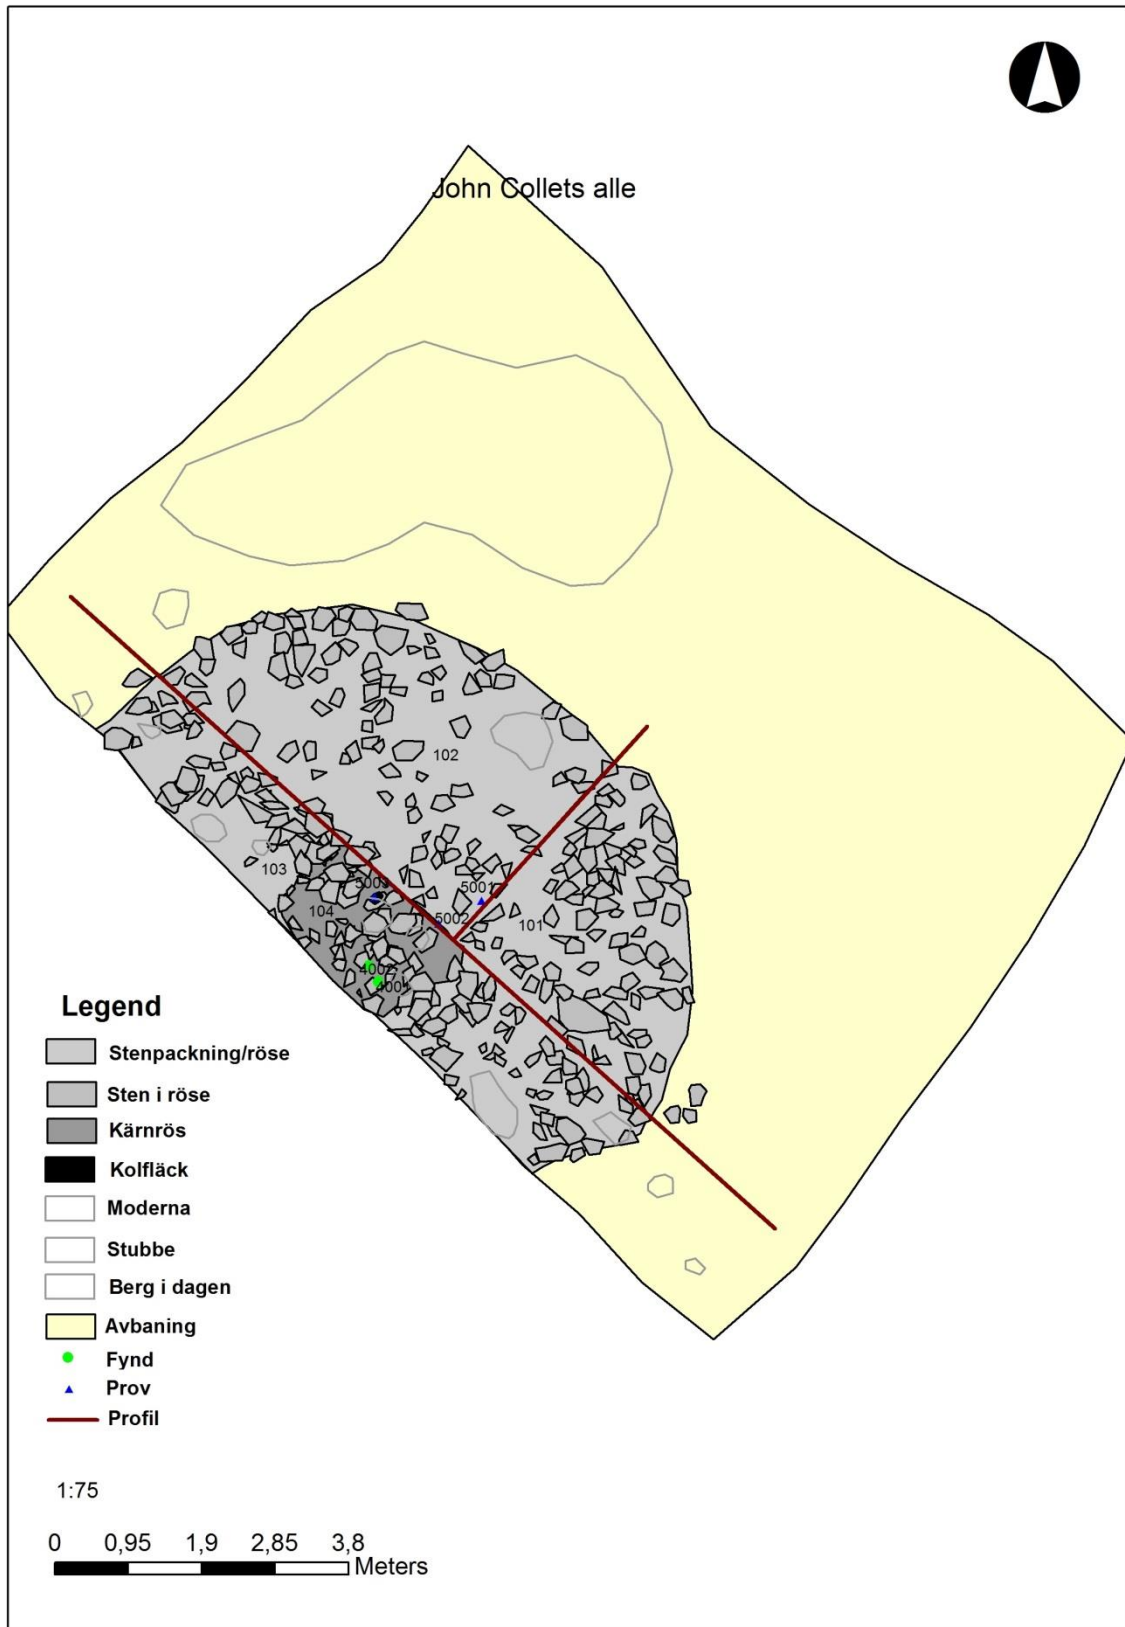 John Collets alle
102
103
5003
5001
104
5002
101
4002
4001
Legend
Stenpackning/röse
Sten i röse
Kärnrös
Kolfläck
Moderna
Stubbe
Berg i dagen
Avbaning
Fynd
Prov
Profil
1:75
0 0,95 1,9 2,85 3,8
Meters